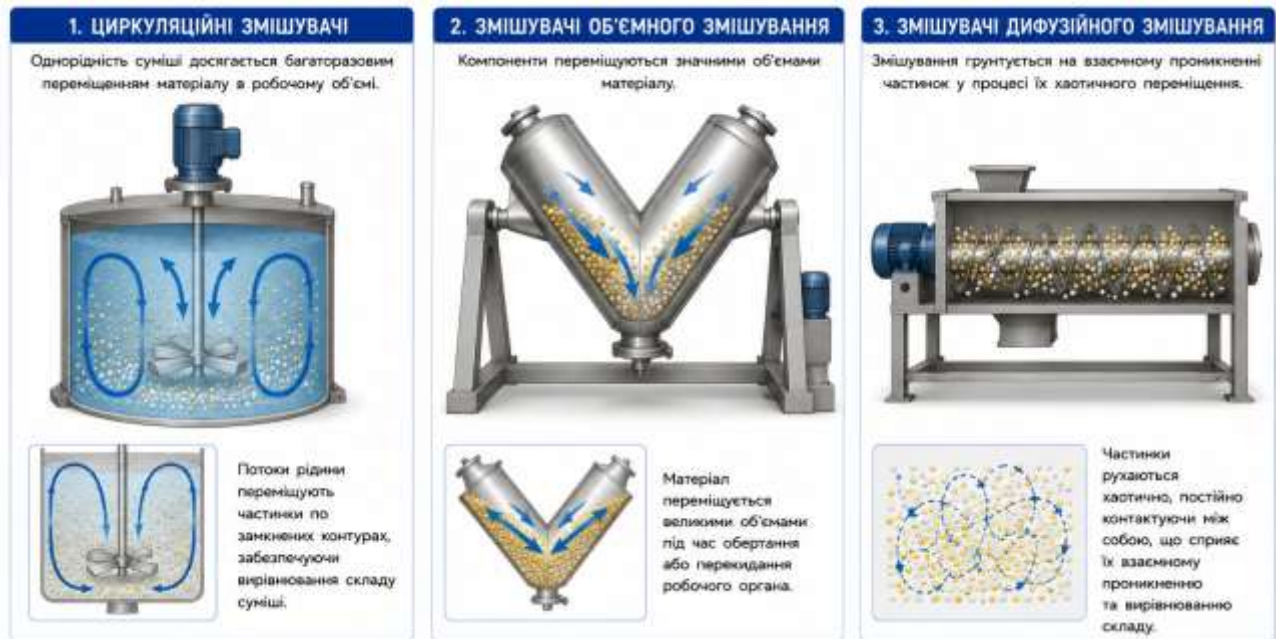 1. ЦИРКУЛЯЦІЙНІ ЗМІШУВАЧІ
Однорідність суміші досягається багаторазовим
переміщенням матеріалу в робочому об'ємі.
Потоки рідини
переміщують
частинки по
замкнених контурах,
забезпечуючи
вирівнювання складу
суміші.
2. ЗМІШУВАЧІ ОБ'ЄМНОГО ЗМІШУВАННЯ
Компоненти переміщуються значними об'ємами
матеріалу.
Матеріал
переміщується
великими об'ємами
під час обертання
або перекидання
робочого органа.
3. ЗМІШУВАЧІ ДИФУЗІЙНОГО ЗМІШУВАННЯ
Змішування грунтується на взаємному проникненні
частинок у процесі їх хаотичного переміщення.
Частинки
рухаються
хаотично, постійно
контактуючи між
собою, що сприяє
їх взаємному
проникненню
та вирівнюванню
складу.